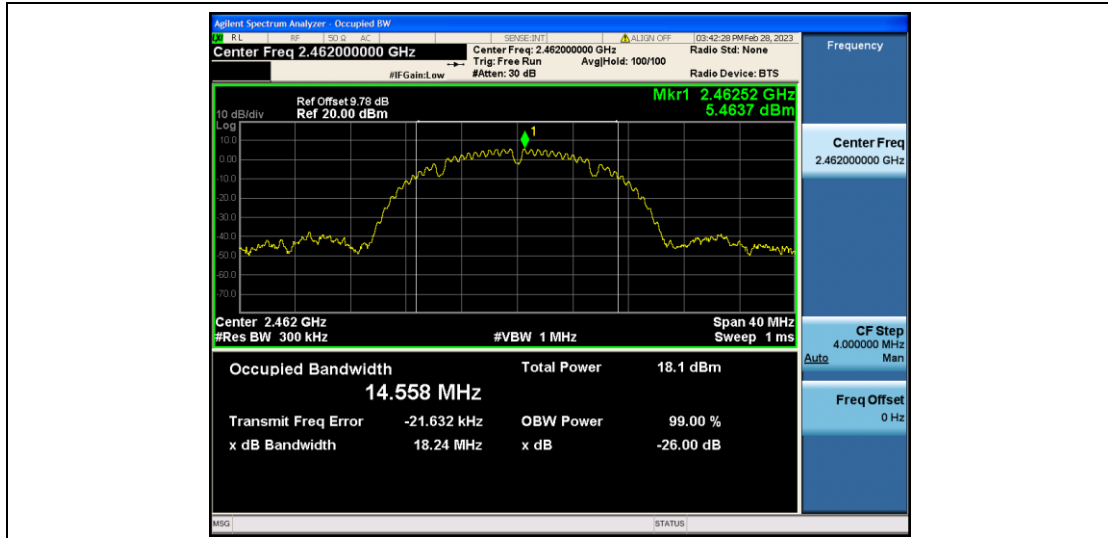 Agilent Spectrum Analyzer - Occupied BW
RL RF 50 Ω AC SENSE:INT ALIGN OFF 03:42:28 PM Feb 28, 2023
Center Freq 2.462000000 GHz
Center Freq: 2.462000000 GHz
Radio Std: None
Trig: Free Run Avg|Hold: 100/100
#IFGain:Low
#Atten: 30 dB
Radio Device: BTS
Frequency
Mkr1 2.46252 GHz
5.4637 dBm
Ref Offset 9.78 dB
10 dB/div Ref 20.00 dBm
Log
10.0
0.00
-10.0
-20.0
-30.0
-40.0
-50.0
-60.0
-70.0
1
Center Freq
2.462000000 GHz
Center 2.462 GHz
Span 40 MHz
#Res BW 300 kHz
#VBW 1 MHz
Sweep 1 ms
CF Step
4.000000 MHz
Auto Man
Occupied Bandwidth
Total Power 18.1 dBm
14.558 MHz
Transmit Freq Error -21.632 kHz OBW Power 99.00 %
x dB Bandwidth 18.24 MHz x dB -26.00 dB
Freq Offset
0 Hz
MSG STATUS